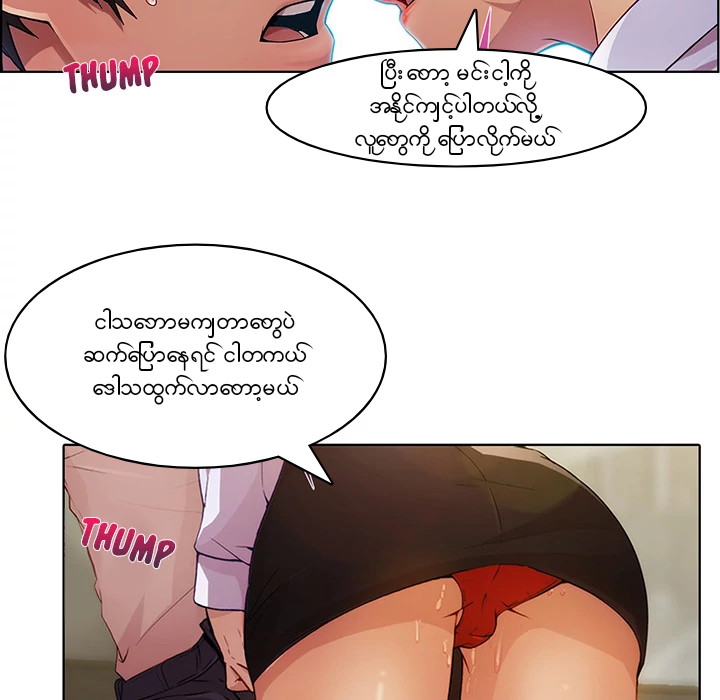 THUMP
ပြီးတော့ မင်းငါ့ကို
အနိုင်ကျင့်ပါတယ်လို့
လူတွေကို ပြောလိုက်မယ်
ငါသဘောမကျတာတွေပဲ
ဆက်ပြောနေရင် ငါတကယ်
ဒေါသထွက်လာတော့မယ်
THUMP